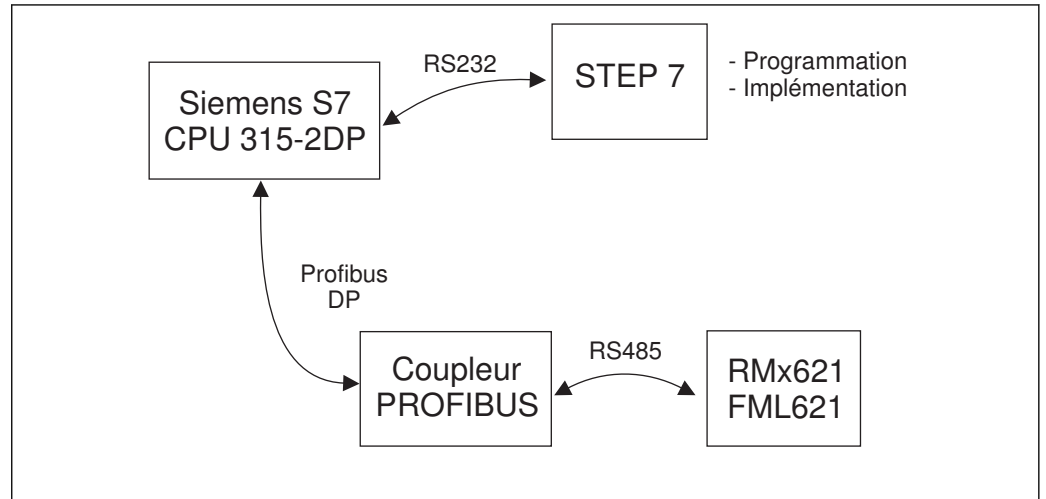 RS232
STEP 7
- Programmation
- Implémentation
Siemens S7
CPU 315-2DP
Profibus
DP
Coupleur
PROFIBUS
RS485
RMx621
FML621